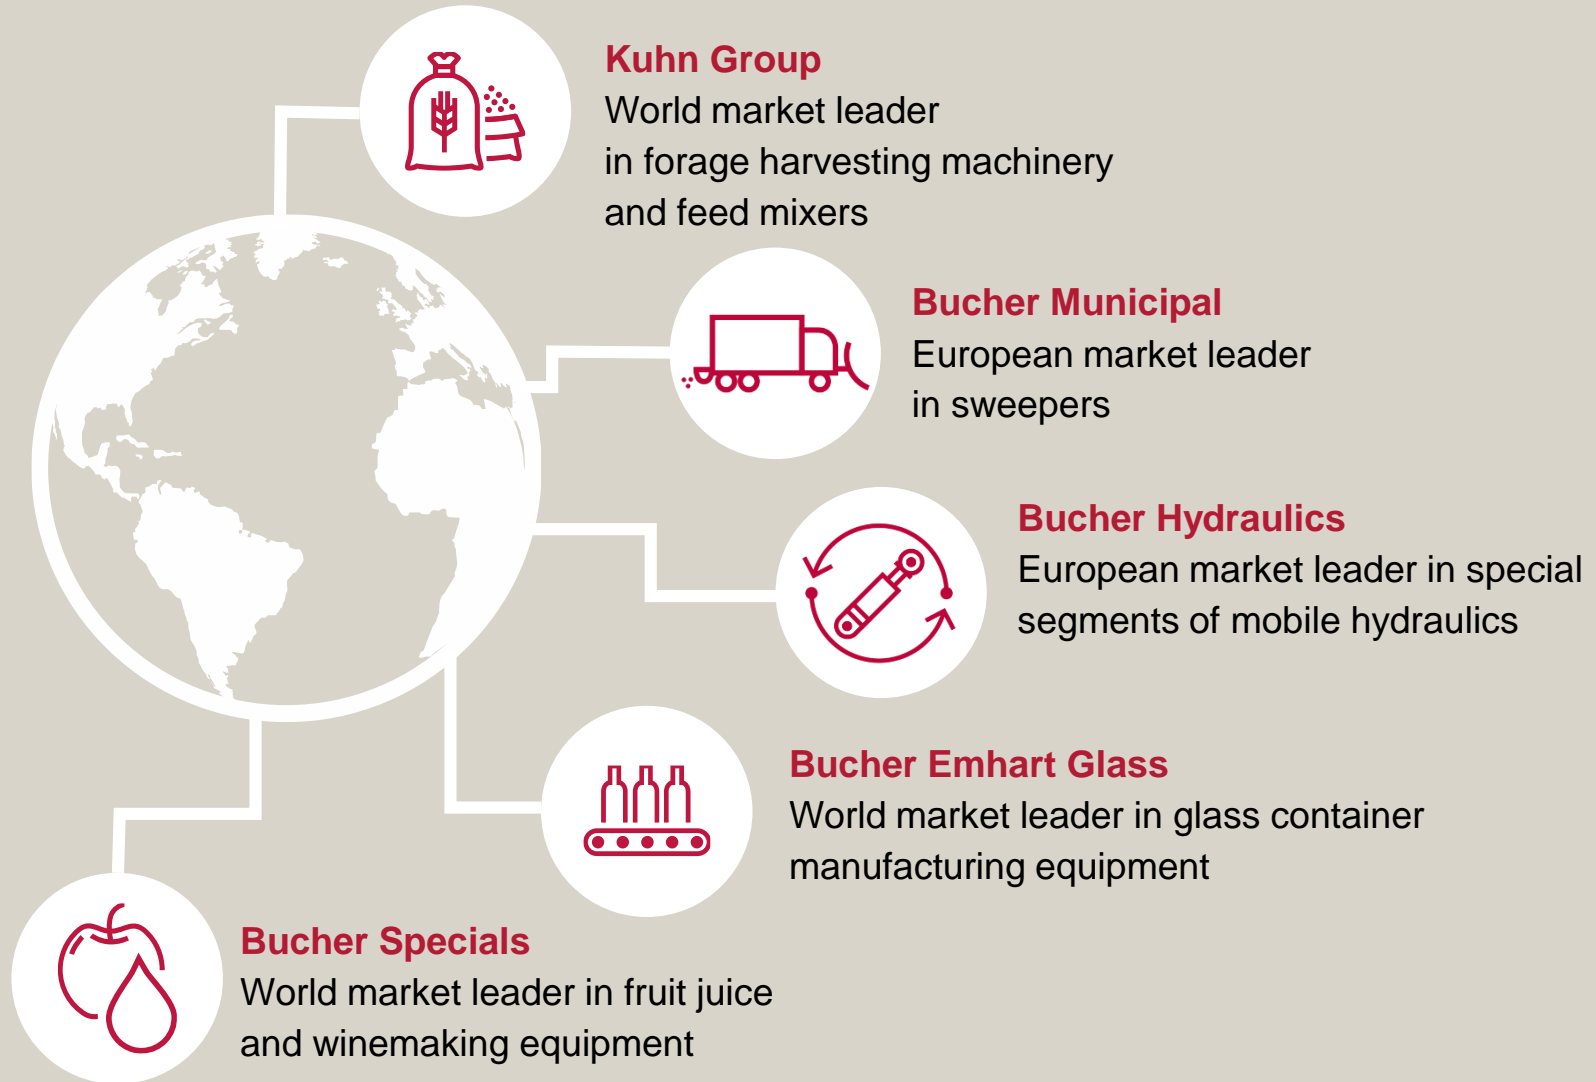 Kuhn Group
World market leader
in forage harvesting machinery
and feed mixers
Bucher Municipal
European market leader
in sweepers
Bucher Hydraulics
European market leader in special
segments of mobile hydraulics
Bucher Emhart Glass
World market leader in glass container
manufacturing equipment
Bucher Specials
World market leader in fruit juice
and winemaking equipment